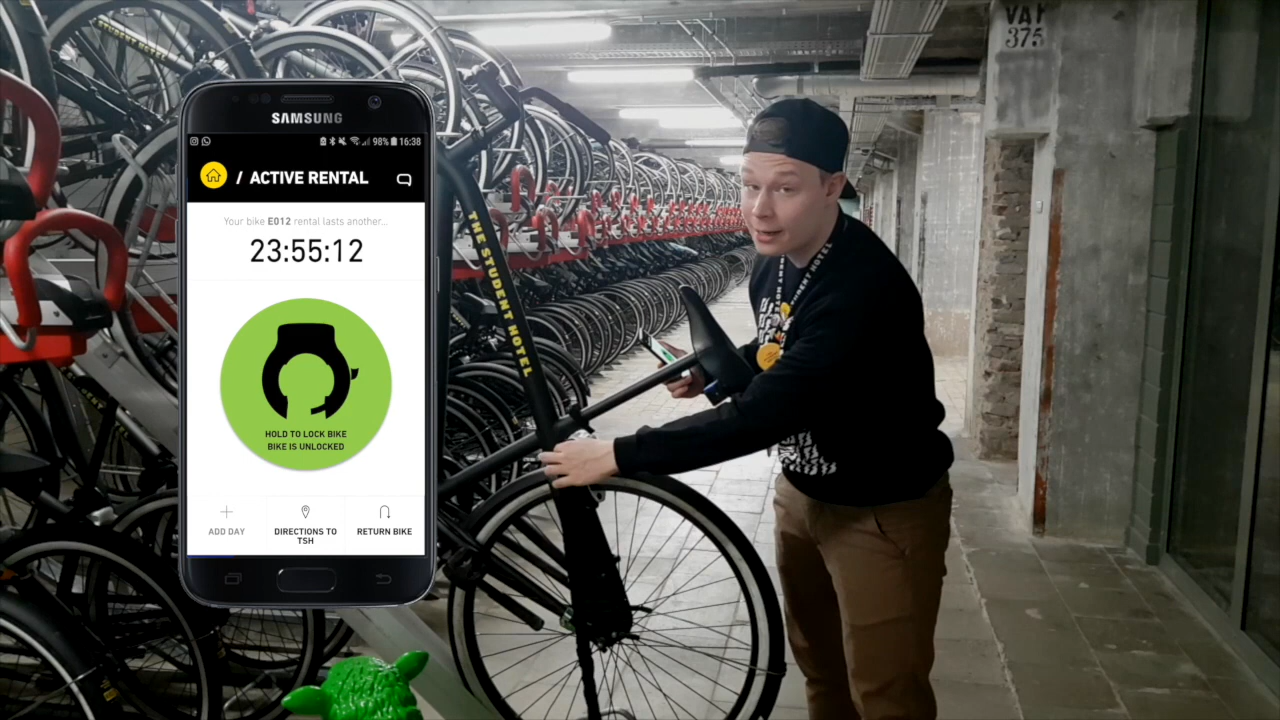 SAMSUNG
98% 16:38
/ ACTIVE RENTAL
Your bike E012 rental lasts another...
23:55:12
HOLD TO LOCK BIKE
BIKE IS UNLOCKED
ADD DAY
DIRECTIONS TO
TSH
RETURN BIKE
THE STUDENT HOTEL
VAK
375